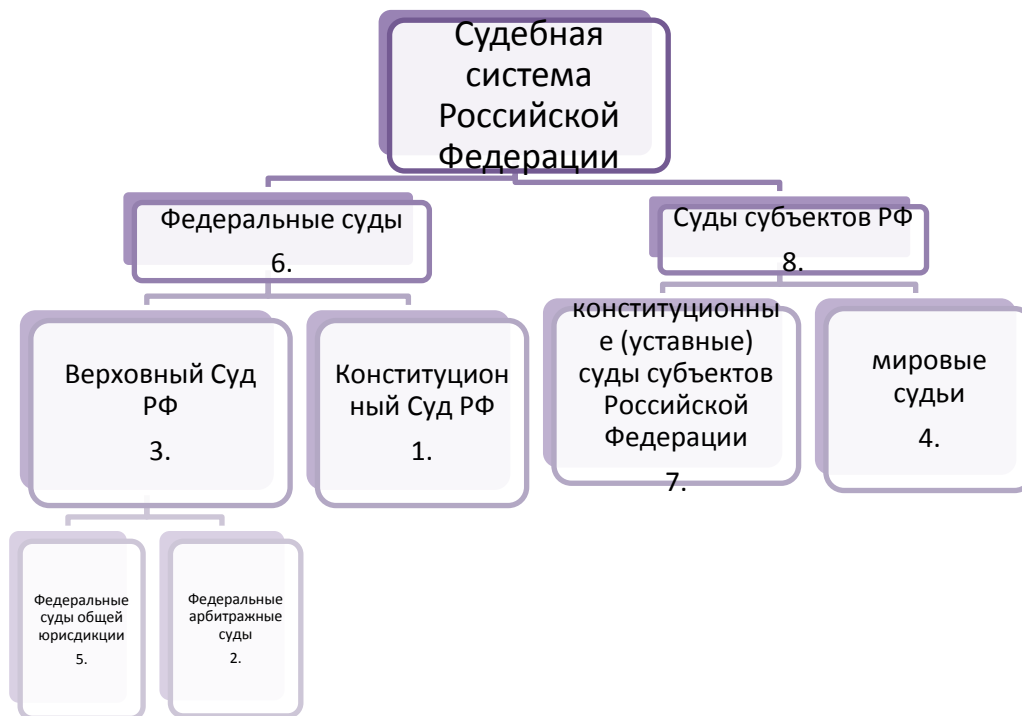 Судебная
система
Российской
Федерации
Федеральные суды
6.
Суды субъектов РФ
8.
Верховный Суд
РФ
3.
Конституцион
ный Суд РФ
1.
конституционны
е (уставные)
суды субъектов
Российской
Федерации
7.
мировые
судьи
4.
Федеральные
суды общей
юрисдикции
5.
Федеральные
арбитражные
суды
2.